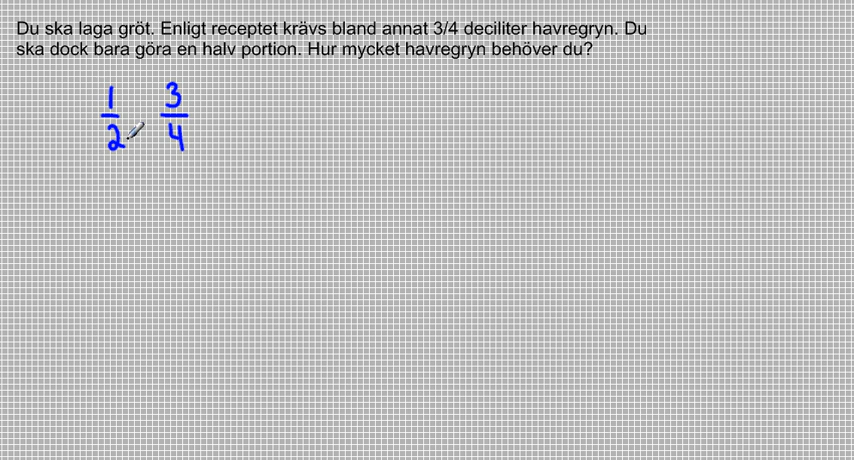 Du ska laga gröt. Enligt receptet krävs bland annat 3/4 deciliter havregryn. Du
ska dock bara göra en halv portion. Hur mycket havregryn behöver du?
1/2 3/4